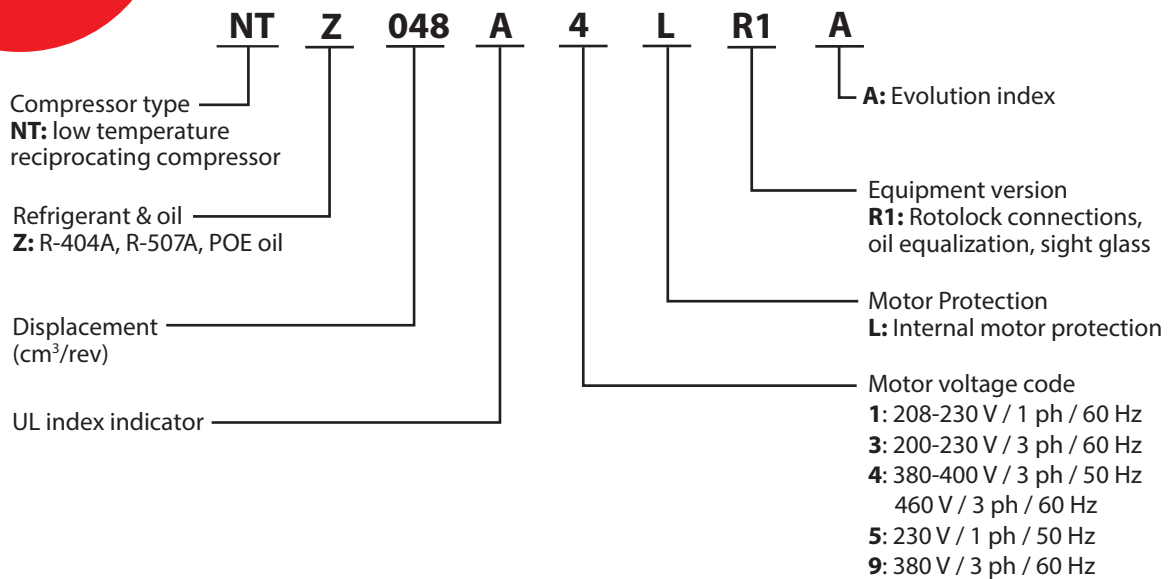 NT Z 048 A 4 L R1 A
Compressor type
NT: low temperature
reciprocating compressor
Refrigerant & oil
Z: R-404A, R-507A, POE oil
Displacement
(cm³/rev)
UL index indicator
A: Evolution index
Equipment version
R1: Rotolock connections,
oil equalization, sight glass
Motor Protection
L: Internal motor protection
Motor voltage code
1: 208-230 V / 1 ph / 60 Hz
3: 200-230 V / 3 ph / 60 Hz
4: 380-400 V / 3 ph / 50 Hz
460 V / 3 ph / 60 Hz
5: 230 V / 1 ph / 50 Hz
9: 380 V / 3 ph / 60 Hz